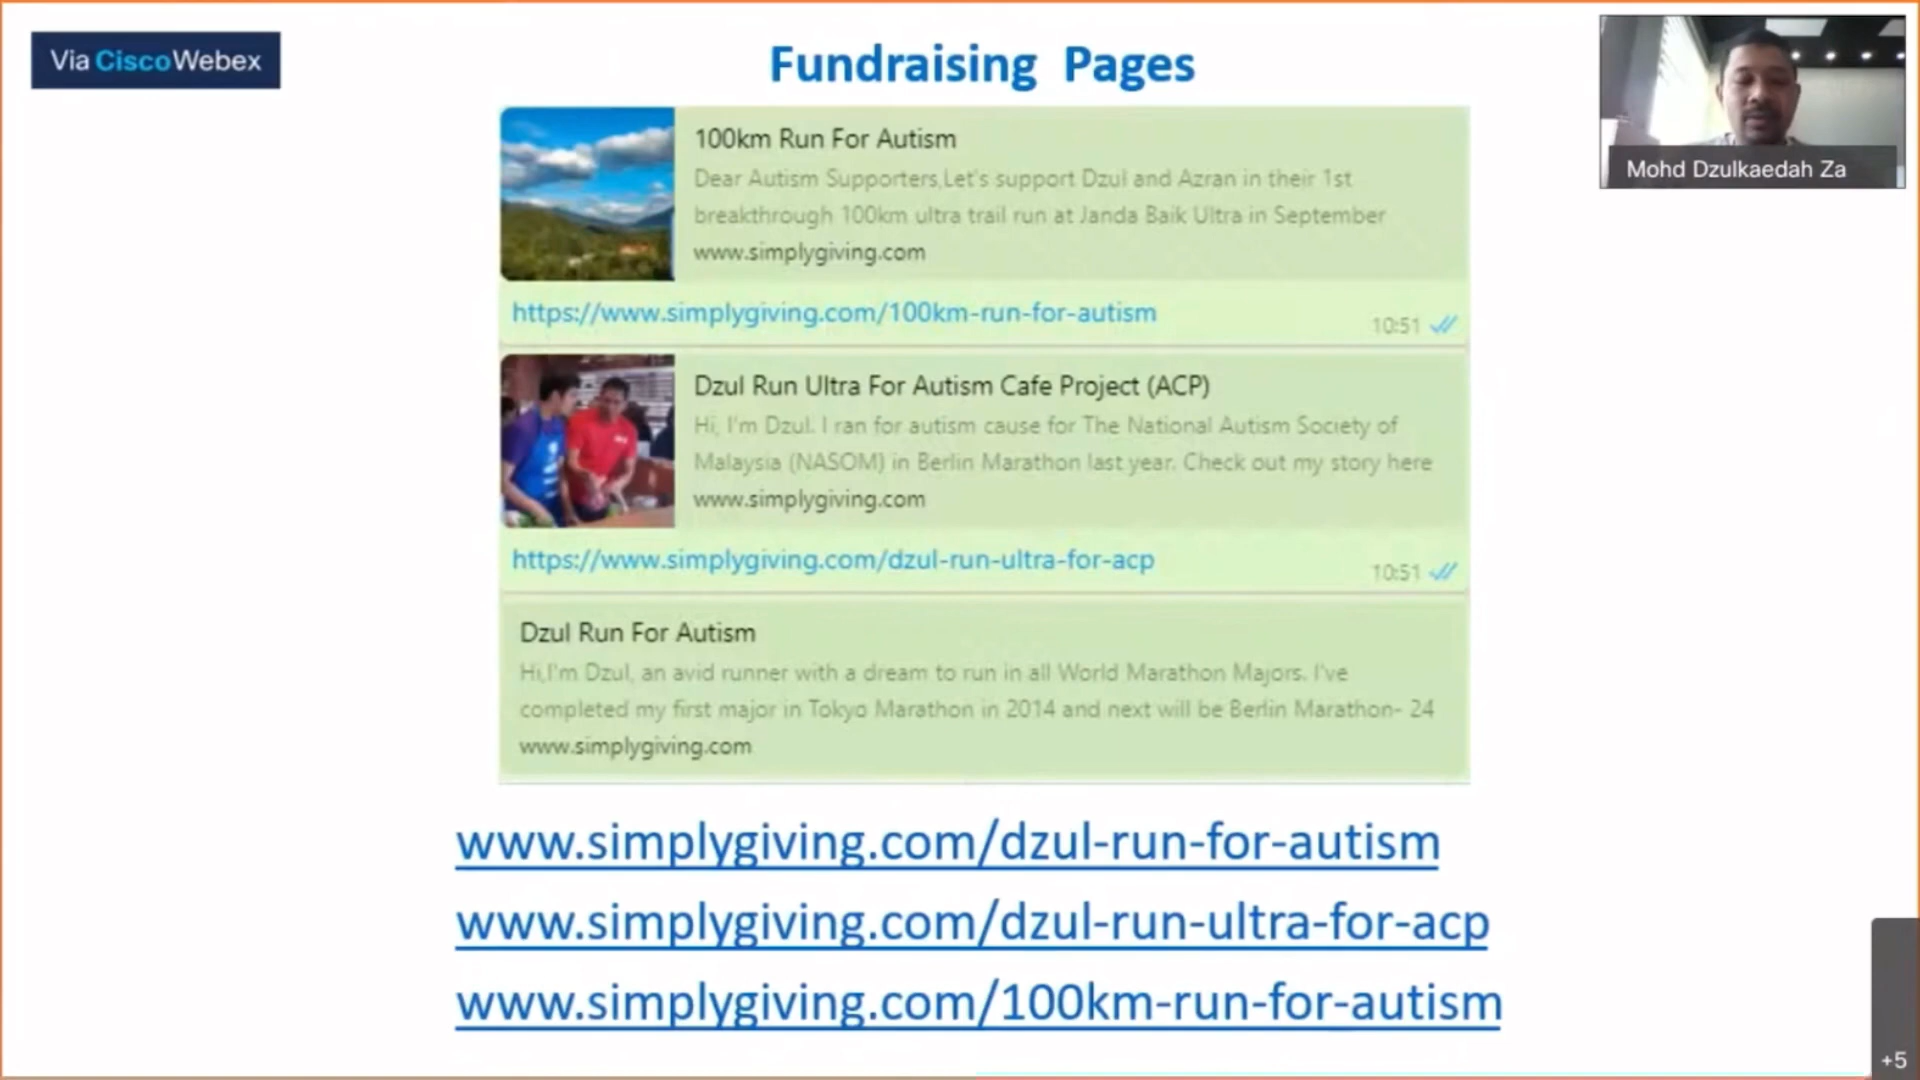 Via CiscoWebex
Fundraising Pages
Mohd Dzulkaedah Za
100km Run For Autism
Dear Autism Supporters,Let's support Dzul and Azran in their 1st
breakthrough 100km ultra trail run at Janda Baik Ultra in September
www.simplygiving.com
https://www.simplygiving.com/100km-run-for-autism
10:51
Dzul Run Ultra For Autism Cafe Project (ACP)
Hi, I'm Dzul. I ran for autism cause for The National Autism Society of
Malaysia (NASOM) in Berlin Marathon last year. Check out my story here
www.simplygiving.com
https://www.simplygiving.com/dzul-run-ultra-for-acp
10:51
Dzul Run For Autism
Hi,I'm Dzul, an avid runner with a dream to run in all World Marathon Majors. I've
completed my first major in Tokyo Marathon in 2014 and next will be Berlin Marathon- 24
www.simplygiving.com
www.simplygiving.com/dzul-run-for-autism
www.simplygiving.com/dzul-run-ultra-for-acp
www.simplygiving.com/100km-run-for-autism
+5